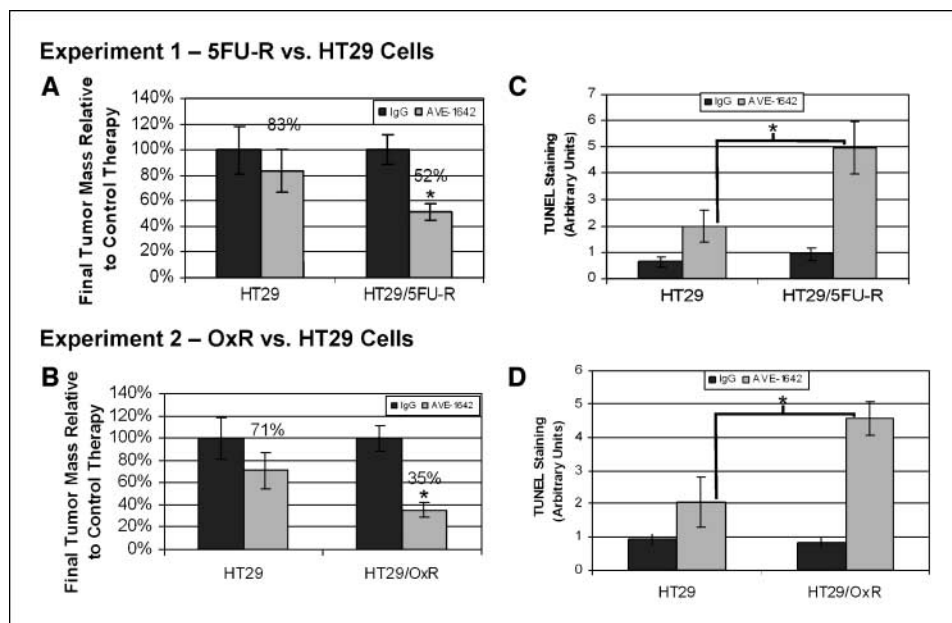 Experiment 1 – 5FU-R vs. HT29 Cells
A
Final Tumor Mass Relative
to Control Therapy
140%
120%
100%
80%
60%
40%
20%
0%
IgG AVE-1642
83%
52%
*
HT29 HT29/5FU-R
C
TUNEL Staining
(Arbitrary Units)
7
6
5
4
3
2
1
0
IgG AVE-1642
*
HT29 HT29/5FU-R
Experiment 2 – OxR vs. HT29 Cells
B
Final Tumor Mass Relative
to Control Therapy
140%
120%
100%
80%
60%
40%
20%
0%
IgG AVE-1642
71%
35%
*
HT29 HT29/OxR
D
TUNEL Staining
(Arbitrary Units)
6
5
4
3
2
1
0
IgG AVE-1642
*
HT29 HT29/OxR